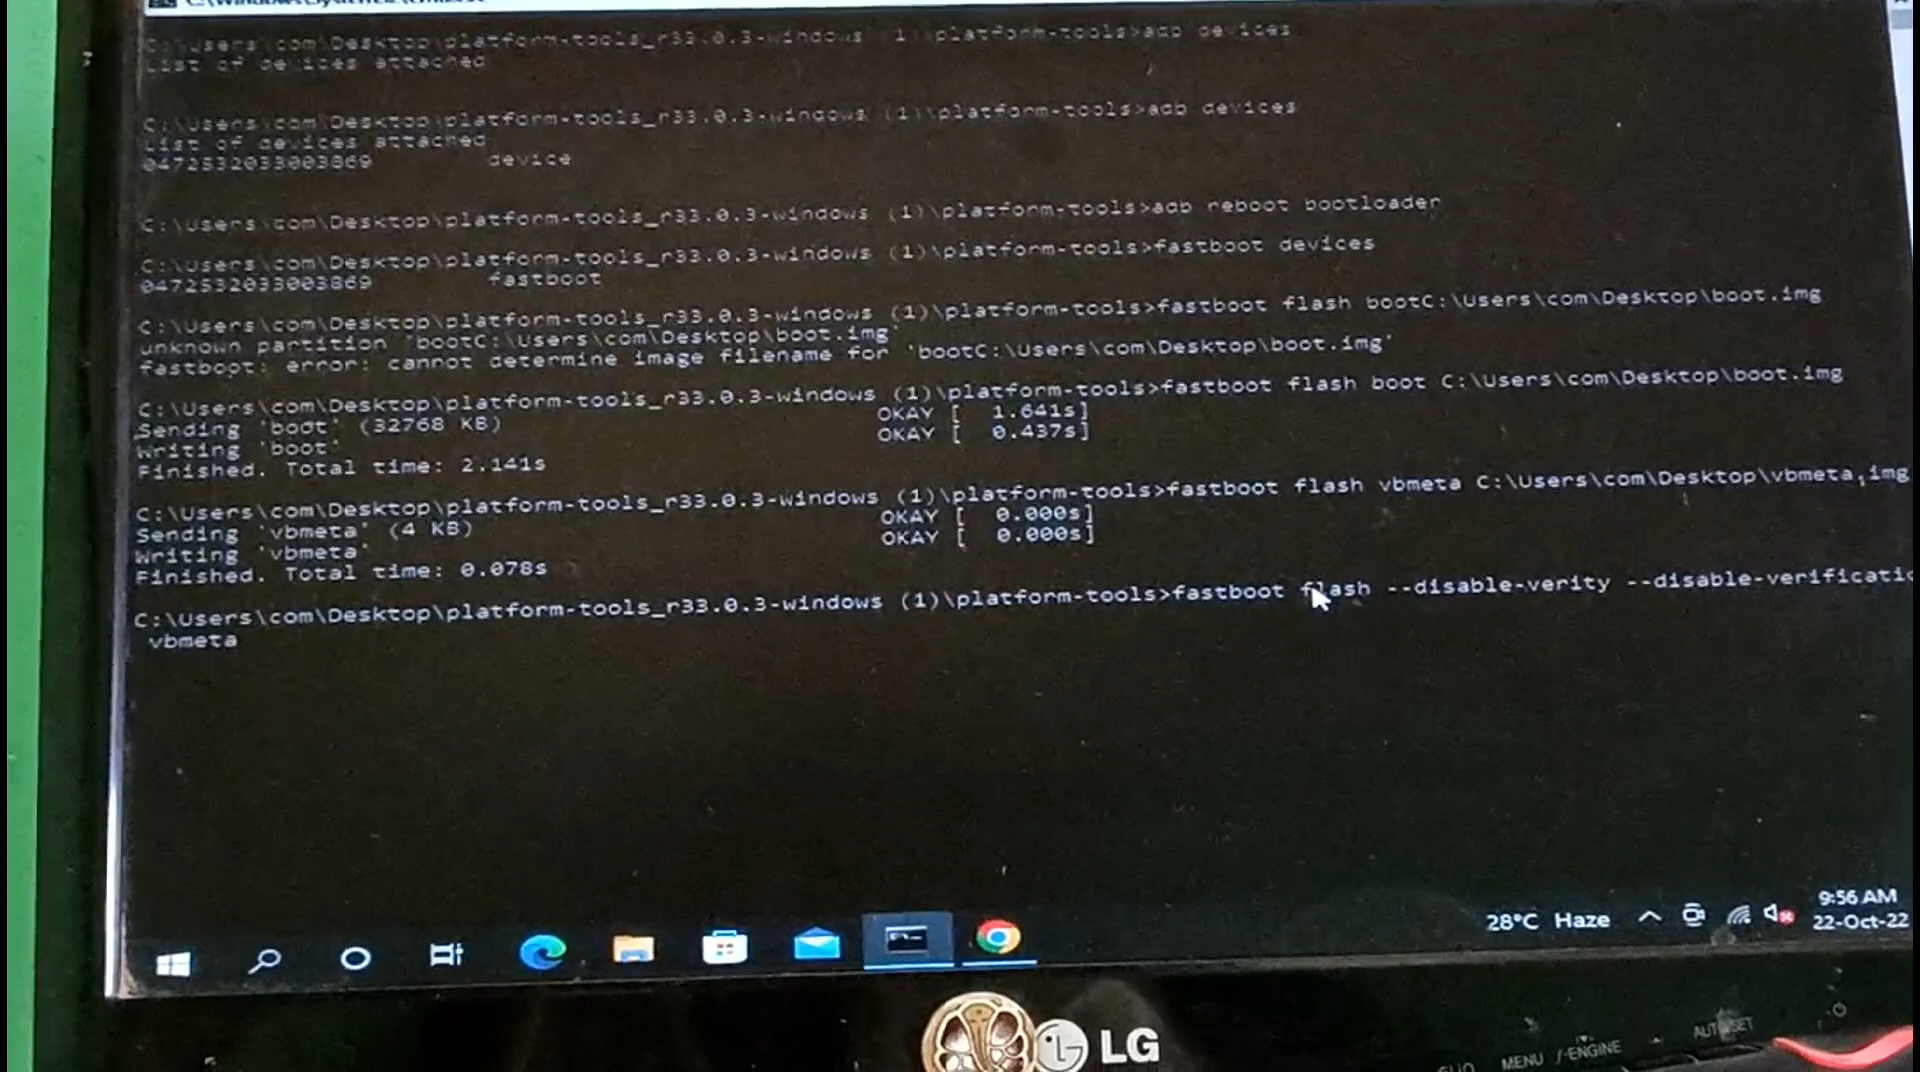 C:\Users\com\Desktop\platform-tools_r33.0.3-windows (1)\platform-tools>adb devices
List of devices attached
C:\Users\com\Desktop\platform-tools_r33.0.3-windows (1)\platform-tools>adb devices
List of devices attached
0472532033003869 device
C:\Users\com\Desktop\platform-tools_r33.0.3-windows (1)\platform-tools>adb reboot bootloader
C:\Users\com\Desktop\platform-tools_r33.0.3-windows (1)\platform-tools>fastboot devices
0472532033003869 fastboot
C:\Users\com\Desktop\platform-tools_r33.0.3-windows (1)\platform-tools>fastboot flash bootC:\Users\com\Desktop\boot.img
unknown partition 'bootC:\Users\com\Desktop\boot.img'
fastboot: error: cannot determine image filename for 'bootC:\Users\com\Desktop\boot.img'
C:\Users\com\Desktop\platform-tools_r33.0.3-windows (1)\platform-tools>fastboot flash boot C:\Users\com\Desktop\boot.img
Sending 'boot' (32768 KB) OKAY [ 1.641s]
Writing 'boot' OKAY [ 0.437s]
Finished. Total time: 2.141s
C:\Users\com\Desktop\platform-tools_r33.0.3-windows (1)\platform-tools>fastboot flash vbmeta C:\Users\com\Desktop\vbmeta.img
Sending 'vbmeta' (4 KB) OKAY [ 0.000s]
Writing 'vbmeta' OKAY [ 0.000s]
Finished. Total time: 0.078s
C:\Users\com\Desktop\platform-tools_r33.0.3-windows (1)\platform-tools>fastboot flash --disable-verity --disable-verificatio
vbmeta
28°C Haze
9:56 AM
22-Oct-22
LG
MENU f-ENGINE AUTO/SET